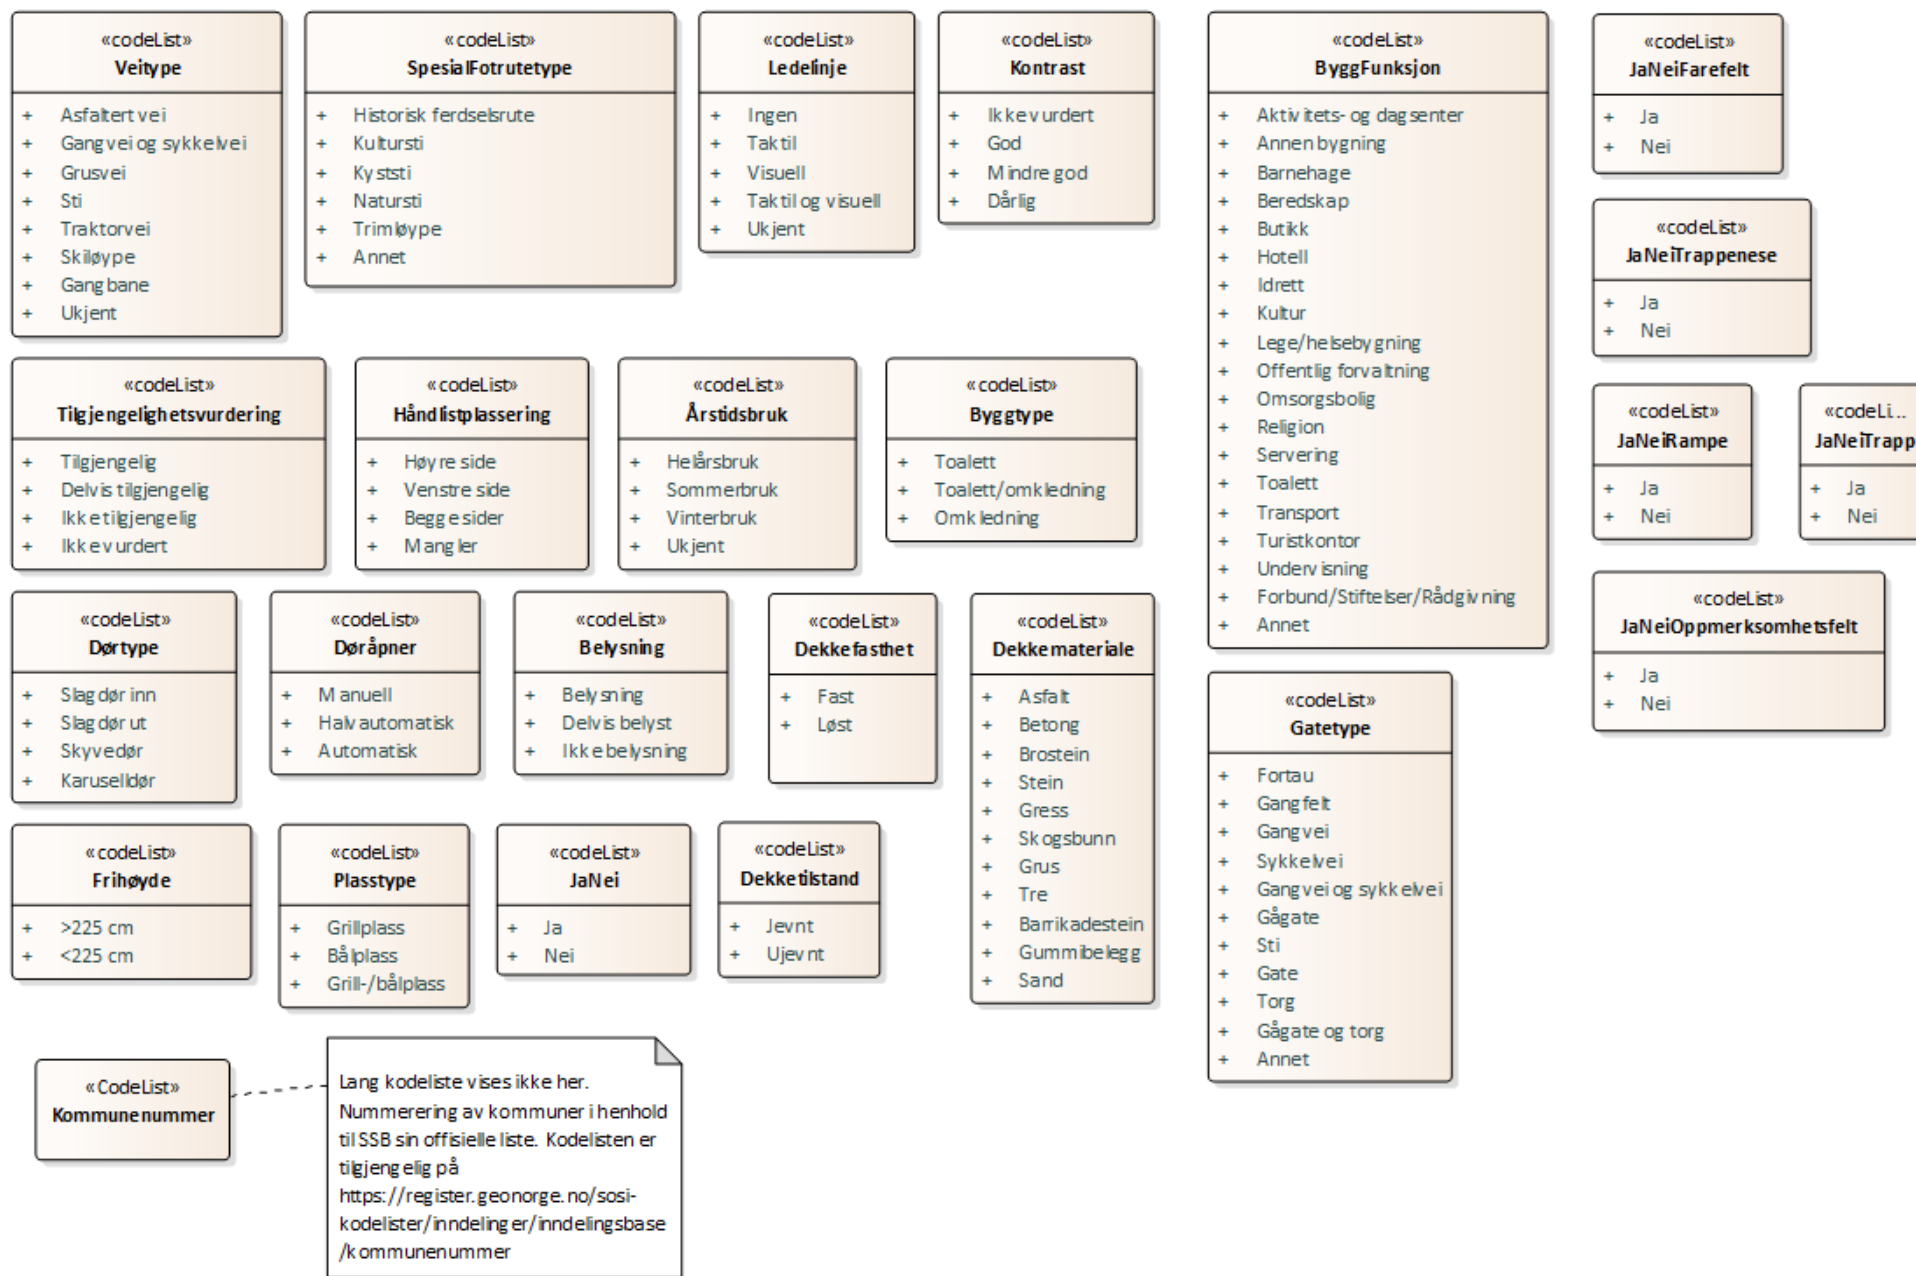 «codeList»
Veitype
+ Asfaltert vei
+ Gangvei og sykkelvei
+ Grusvei
+ Sti
+ Traktorvei
+ Skiløype
+ Gangbane
+ Ukjent
«codeList»
SpesialFotrutetype
+ Historisk ferdselsrute
+ Kultursti
+ Kyststi
+ Natursti
+ Trimløype
+ Annet
«codeList»
Ledelinje
+ Ingen
+ Taktil
+ Visuell
+ Taktil og visuell
+ Ukjent
«codeList»
Kontrast
+ Ikke vurdert
+ God
+ Mindre god
+ Dårlig
«codeList»
ByggFunksjon
+ Aktivitets- og dagsenter
+ Annen bygning
+ Barnehage
+ Beredskap
+ Butikk
+ Hotell
+ Idrett
+ Kultur
+ Lege/helsebygning
+ Offentlig forvaltning
+ Omsorgsbolig
+ Religion
+ Servering
+ Toalett
+ Transport
+ Turistkontor
+ Undervisning
+ Forbund/Stiftelser/Rådgivning
+ Annet
«codeList»
JaNeiFarefelt
+ Ja
+ Nei
«codeList»
JaNeiTrappenese
+ Ja
+ Nei
«codeList»
Tilgjengelighetsvurdering
+ Tilgjengelig
+ Delvis tilgjengelig
+ Ikke tilgjengelig
+ Ikke vurdert
«codeList»
Håndlistplassering
+ Høyre side
+ Venstre side
+ Begge sider
+ Mangler
«codeList»
Årstidsbruk
+ Helårsbruk
+ Sommerbruk
+ Vinterbruk
+ Ukjent
«codeList»
Byggtype
+ Toalett
+ Toalett/omkledning
+ Omkledning
«codeList»
JaNeiRampe
+ Ja
+ Nei
«codeLi...
JaNeiTrapp
+ Ja
+ Nei
«codeList»
Dørtype
+ Slagdør inn
+ Slagdør ut
+ Skyvedør
+ Karuselldør
«codeList»
Døråpner
+ Manuell
+ Halvautomatisk
+ Automatisk
«codeList»
Belysning
+ Belysning
+ Delvis belyst
+ Ikke belysning
«codeList»
Dekkefasthet
+ Fast
+ Løst
«codeList»
Dekkemateriale
+ Asfalt
+ Betong
+ Brostein
+ Stein
+ Gress
+ Skogsbunn
+ Grus
+ Tre
+ Barrikadestein
+ Gummibelegg
+ Sand
«codeList»
JaNeiOppmerksomhetsfelt
+ Ja
+ Nei
«codeList»
Gatetype
+ Fortau
+ Gangfelt
+ Gangvei
+ Sykkelvei
+ Gangvei og sykkelvei
+ Gågate
+ Sti
+ Gate
+ Torg
+ Gågate og torg
+ Annet
«codeList»
Frihøyde
+ >225 cm
+ <225 cm
«codeList»
Plasstype
+ Grillplass
+ Bålplass
+ Grill-/bålplass
«codeList»
JaNei
+ Ja
+ Nei
«codeList»
Dekketilstand
+ Jevnt
+ Ujevnt
«CodeList»
Kommunenummer
Lang kodeliste vises ikke her.
Nummerering av kommuner i henhold
til SSB sin offisielle liste. Kodelisten er
tilgjengelig på
https://register.geonorge.no/sosi-
kodelister/inndelinger/inndelingsbase
/kommunenummer